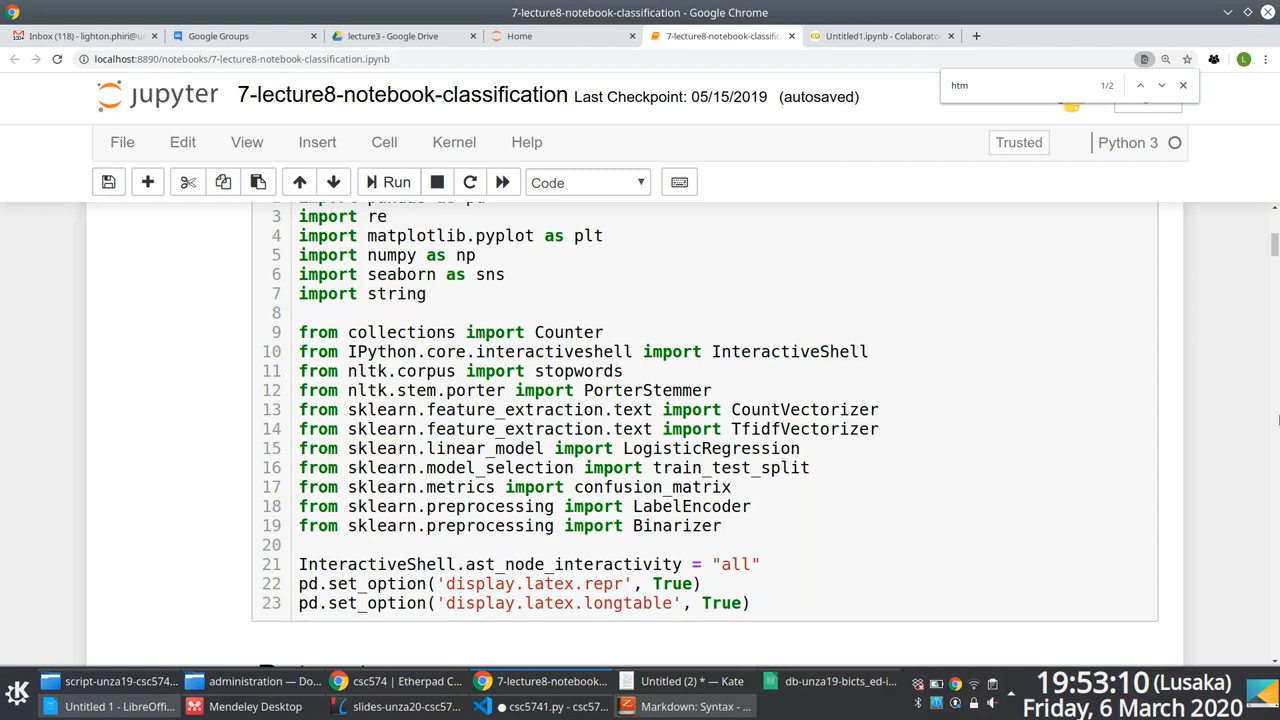 7-lecture8-notebook-classification - Google Chrome
Inbox (118) - lighton.phiri@un
Google Groups
lecture3 - Google Drive
Home
7-lecture8-notebook-classific
Untitled1.ipynb - Colaborato
localhost:8890/notebooks/7-lecture8-notebook-classification.ipynb
L
htm 1/2
jupyter 7-lecture8-notebook-classification Last Checkpoint: 05/15/2019 (autosaved)
File Edit View Insert Cell Kernel Help Trusted Python 3
Run Code
3 import re
4 import matplotlib.pyplot as plt
5 import numpy as np
6 import seaborn as sns
7 import string
8
9 from collections import Counter
10 from IPython.core.interactiveshell import InteractiveShell
11 from nltk.corpus import stopwords
12 from nltk.stem.porter import PorterStemmer
13 from sklearn.feature_extraction.text import CountVectorizer
14 from sklearn.feature_extraction.text import TfidfVectorizer
15 from sklearn.linear_model import LogisticRegression
16 from sklearn.model_selection import train_test_split
17 from sklearn.metrics import confusion_matrix
18 from sklearn.preprocessing import LabelEncoder
19 from sklearn.preprocessing import Binarizer
20
21 InteractiveShell.ast_node_interactivity = "all"
22 pd.set_option('display.latex.repr', True)
23 pd.set_option('display.latex.longtable', True)
script-unza19-csc574...
administration — Do...
csc574 | Etherpad C...
7-lecture8-notebook...
Untitled (2) * — Kate
db-unza19-bicts_ed-i...
Untitled 1 - LibreOffi...
Mendeley Desktop
slides-unza20-csc57...
● csc5741.py - csc57...
Markdown: Syntax - ...
19:53:10 (Lusaka)
Friday, 6 March 2020